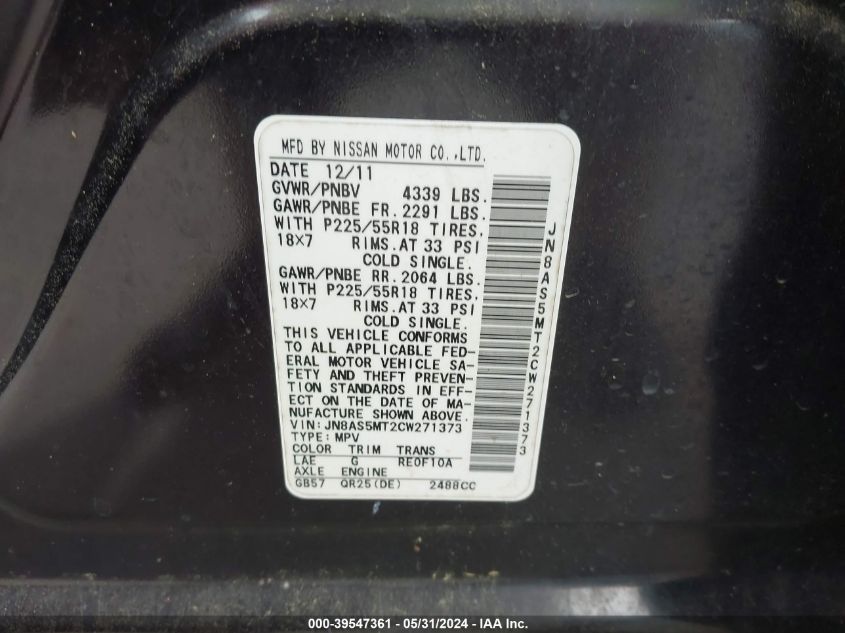 MFD BY NISSAN MOTOR CO.,LTD.
DATE 12/11
GVWR/PNBV 4339 LBS.
GAWR/PNBE FR.2291 LBS.
WITH P225/55R18 TIRES.
18×7 RIMS.AT 33 PSI
COLD SINGLE.
GAWR/PNBE RR.2064 LBS.
WITH P225/55R18 TIRES.
18×7 RIMS.AT 33 PSI
COLD SINGLE.
THIS VEHICLE CONFORMS
TO ALL APPLICABLE FED-
ERAL MOTOR VEHICLE SA-
FETY AND THEFT PREVEN-
TION STANDARDS IN EFF-
ECT ON THE DATE OF MA-
NUFACTURE SHOWN ABOVE.
VIN:JN8AS5MT2CW271373
TYPE:MPV
COLOR TRIM TRANS
LAE G RE0F10A
AXLE ENGINE
GB57 QR25(DE) 2488CC
JN8AS5MT2CW271373
000-39547361 - 05/31/2024 - IAA Inc.